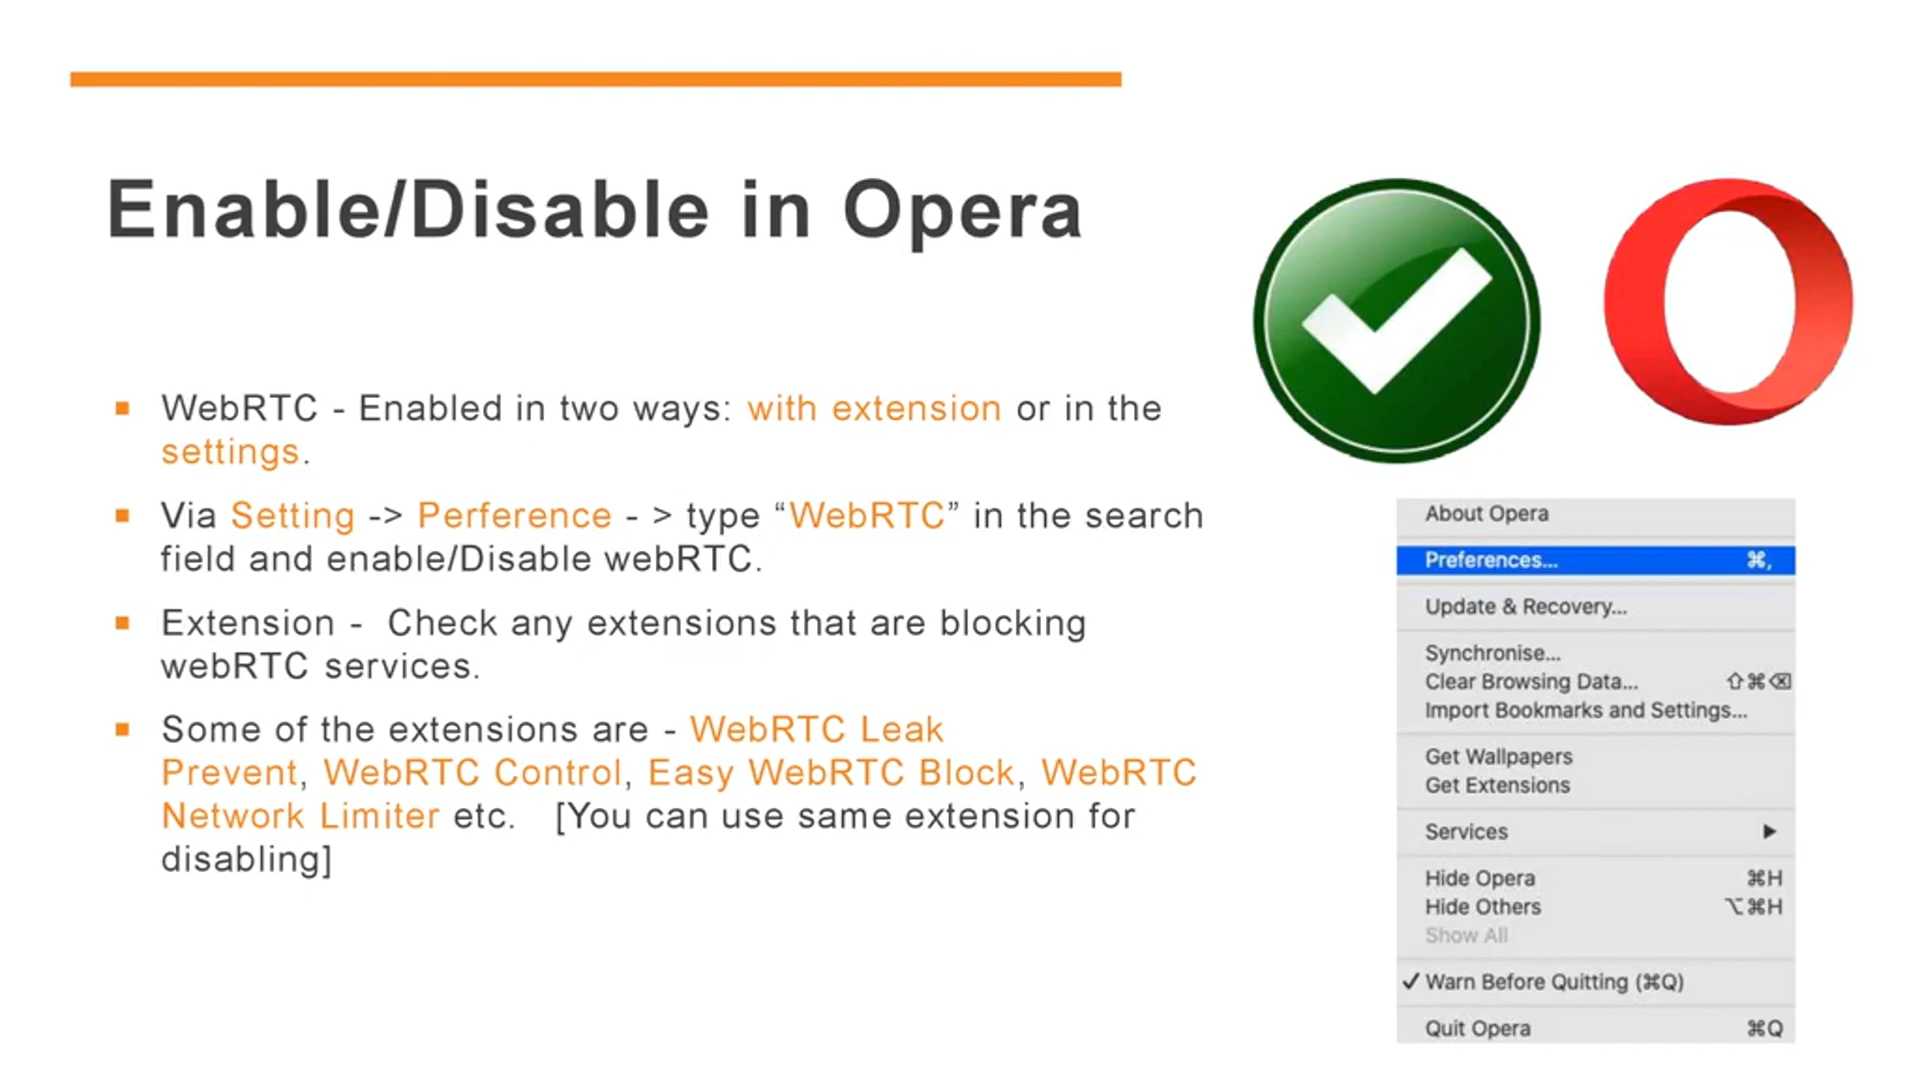 Enable/Disable in Opera
WebRTC - Enabled in two ways: with extension or in the
settings.
Via Setting -> Perference - > type “WebRTC” in the search
field and enable/Disable webRTC.
Extension -  Check any extensions that are blocking
webRTC services.
Some of the extensions are - WebRTC Leak
Prevent, WebRTC Control, Easy WebRTC Block, WebRTC
Network Limiter etc.   [You can use same extension for
disabling]
About Opera
Preferences... ⌘,
Update & Recovery...
Synchronise...
Clear Browsing Data... ⇧⌘⌫
Import Bookmarks and Settings...
Get Wallpapers
Get Extensions
Services ▶
Hide Opera ⌘H
Hide Others ⌥⌘H
Show All
✓ Warn Before Quitting (⌘Q)
Quit Opera ⌘Q